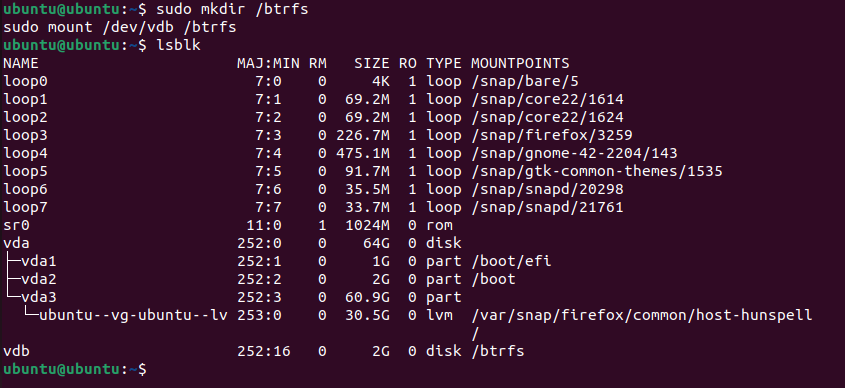 ubuntu@ubuntu:~$ sudo mkdir /btrfs
sudo mount /dev/vdb /btrfs
ubuntu@ubuntu:~$ lsblk
NAME                      MAJ:MIN RM   SIZE RO TYPE MOUNTPOINTS
loop0                       7:0    0     4K  1 loop /snap/bare/5
loop1                       7:1    0  69.2M  1 loop /snap/core22/1614
loop2                       7:2    0  69.2M  1 loop /snap/core22/1624
loop3                       7:3    0 226.7M  1 loop /snap/firefox/3259
loop4                       7:4    0 475.1M  1 loop /snap/gnome-42-2204/143
loop5                       7:5    0  91.7M  1 loop /snap/gtk-common-themes/1535
loop6                       7:6    0  35.5M  1 loop /snap/snapd/20298
loop7                       7:7    0  33.7M  1 loop /snap/snapd/21761
sr0                        11:0    1  1024M  0 rom
vda                       252:0    0    64G  0 disk
├─vda1                    252:1    0     1G  0 part /boot/efi
├─vda2                    252:2    0     2G  0 part /boot
└─vda3                    252:3    0  60.9G  0 part
  └─ubuntu--vg-ubuntu--lv 253:0    0  30.5G  0 lvm  /var/snap/firefox/common/host-hunspell
                                                    /
vdb                       252:16   0     2G  0 disk /btrfs
ubuntu@ubuntu:~$